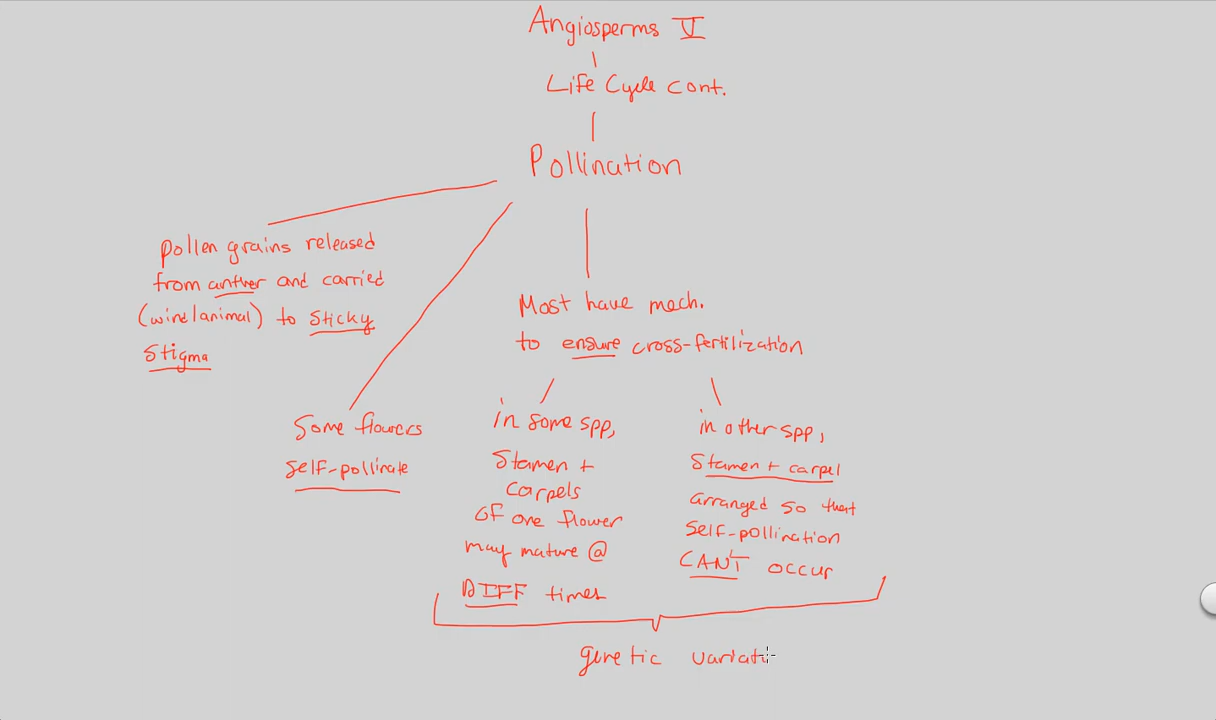 Angiosperms V
Life Cycle cont.
Pollination
pollen grains released
from anther and carried
(wind/animal) to sticky
stigma
Some flowers
self-pollinate
Most have mech.
to ensure cross-fertilization
in some spp,
Stamen +
carpels
of one flower
may mature @
DIFF times
in other spp,
Stamen + carpel
arranged so that
self-pollination
CAN'T occur
genetic variati